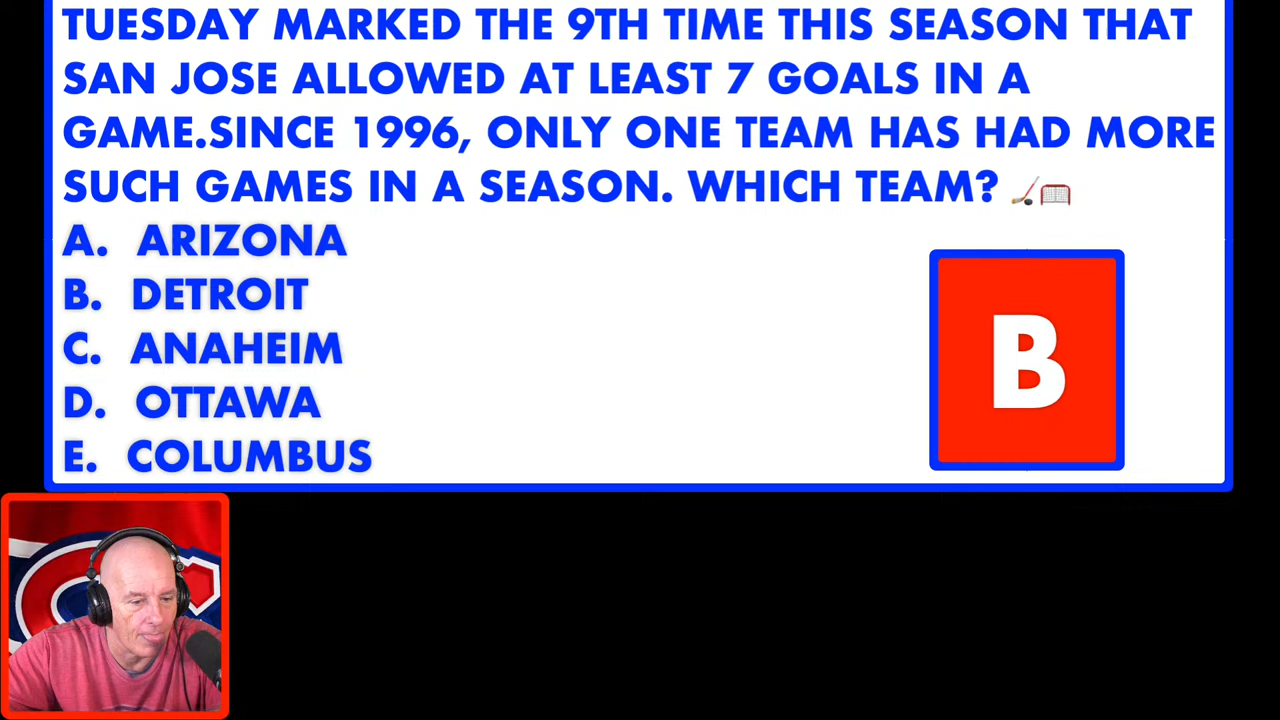 TUESDAY MARKED THE 9TH TIME THIS SEASON THAT
SAN JOSE ALLOWED AT LEAST 7 GOALS IN A
GAME.SINCE 1996, ONLY ONE TEAM HAS HAD MORE
SUCH GAMES IN A SEASON. WHICH TEAM? 🏒🥅
A. ARIZONA
B. DETROIT
C. ANAHEIM
D. OTTAWA
E. COLUMBUS
B